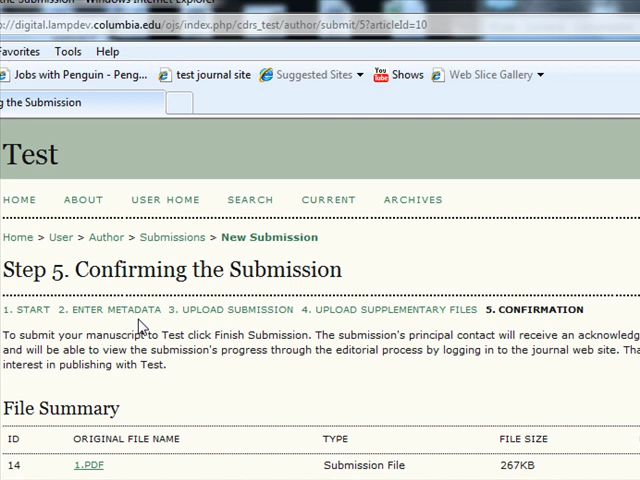 the Submission - Windows Internet Explorer
p://digital.lampdev.columbia.edu/ojs/index.php/cdrs_test/author/submit/5?articleId=10
Favorites Tools Help
Jobs with Penguin - Peng... test journal site Suggested Sites You Tube Shows Web Slice Gallery
g the Submission
Test
HOME ABOUT USER HOME SEARCH CURRENT ARCHIVES
Home > User > Author > Submissions > New Submission
Step 5. Confirming the Submission
1. START 2. ENTER METADATA 3. UPLOAD SUBMISSION 4. UPLOAD SUPPLEMENTARY FILES 5. CONFIRMATION
To submit your manuscript to Test click Finish Submission. The submission's principal contact will receive an acknowledg
and will be able to view the submission's progress through the editorial process by logging in to the journal web site. Tha
interest in publishing with Test.
File Summary
ID ORIGINAL FILE NAME TYPE FILE SIZE
14 1.PDF Submission File 267KB